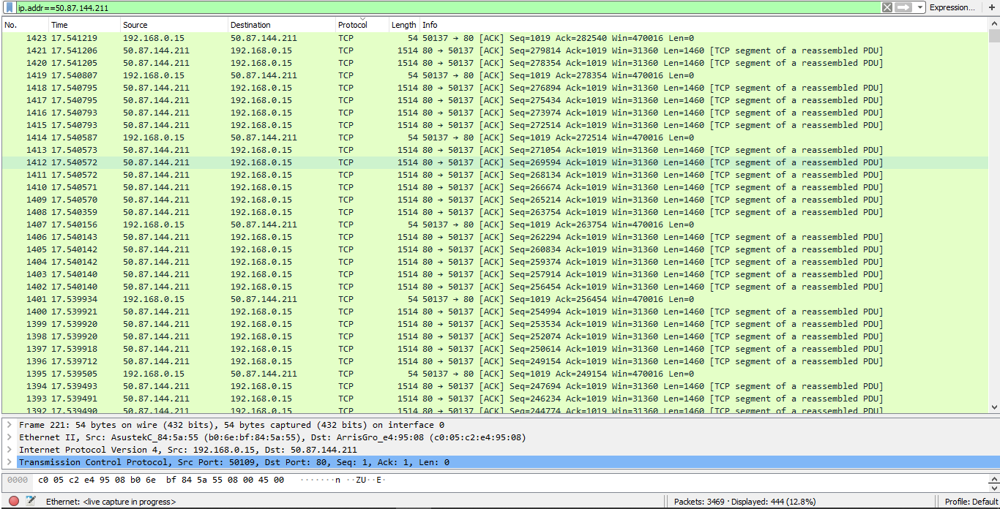 ip.addr==50.87.144.211 Expression... +
No. Time Source Destination Protocol Length Info
1423 17.541219 192.168.0.15 50.87.144.211 TCP 54 50137 → 80 [ACK] Seq=1019 Ack=282540 Win=470016 Len=0
1421 17.541206 50.87.144.211 192.168.0.15 TCP 1514 80 → 50137 [ACK] Seq=279814 Ack=1019 Win=31360 Len=1460 [TCP segment of a reassembled PDU]
1420 17.541205 50.87.144.211 192.168.0.15 TCP 1514 80 → 50137 [ACK] Seq=278354 Ack=1019 Win=31360 Len=1460 [TCP segment of a reassembled PDU]
1419 17.540807 192.168.0.15 50.87.144.211 TCP 54 50137 → 80 [ACK] Seq=1019 Ack=278354 Win=470016 Len=0
1418 17.540795 50.87.144.211 192.168.0.15 TCP 1514 80 → 50137 [ACK] Seq=276894 Ack=1019 Win=31360 Len=1460 [TCP segment of a reassembled PDU]
1417 17.540795 50.87.144.211 192.168.0.15 TCP 1514 80 → 50137 [ACK] Seq=275434 Ack=1019 Win=31360 Len=1460 [TCP segment of a reassembled PDU]
1416 17.540793 50.87.144.211 192.168.0.15 TCP 1514 80 → 50137 [ACK] Seq=273974 Ack=1019 Win=31360 Len=1460 [TCP segment of a reassembled PDU]
1415 17.540793 50.87.144.211 192.168.0.15 TCP 1514 80 → 50137 [ACK] Seq=272514 Ack=1019 Win=31360 Len=1460 [TCP segment of a reassembled PDU]
1414 17.540587 192.168.0.15 50.87.144.211 TCP 54 50137 → 80 [ACK] Seq=1019 Ack=272514 Win=470016 Len=0
1413 17.540573 50.87.144.211 192.168.0.15 TCP 1514 80 → 50137 [ACK] Seq=271054 Ack=1019 Win=31360 Len=1460 [TCP segment of a reassembled PDU]
1412 17.540572 50.87.144.211 192.168.0.15 TCP 1514 80 → 50137 [ACK] Seq=269594 Ack=1019 Win=31360 Len=1460 [TCP segment of a reassembled PDU]
1411 17.540572 50.87.144.211 192.168.0.15 TCP 1514 80 → 50137 [ACK] Seq=268134 Ack=1019 Win=31360 Len=1460 [TCP segment of a reassembled PDU]
1410 17.540571 50.87.144.211 192.168.0.15 TCP 1514 80 → 50137 [ACK] Seq=266674 Ack=1019 Win=31360 Len=1460 [TCP segment of a reassembled PDU]
1409 17.540570 50.87.144.211 192.168.0.15 TCP 1514 80 → 50137 [ACK] Seq=265214 Ack=1019 Win=31360 Len=1460 [TCP segment of a reassembled PDU]
1408 17.540359 50.87.144.211 192.168.0.15 TCP 1514 80 → 50137 [ACK] Seq=263754 Ack=1019 Win=31360 Len=1460 [TCP segment of a reassembled PDU]
1407 17.540156 192.168.0.15 50.87.144.211 TCP 54 50137 → 80 [ACK] Seq=1019 Ack=263754 Win=470016 Len=0
1406 17.540143 50.87.144.211 192.168.0.15 TCP 1514 80 → 50137 [ACK] Seq=262294 Ack=1019 Win=31360 Len=1460 [TCP segment of a reassembled PDU]
1405 17.540142 50.87.144.211 192.168.0.15 TCP 1514 80 → 50137 [ACK] Seq=260834 Ack=1019 Win=31360 Len=1460 [TCP segment of a reassembled PDU]
1404 17.540142 50.87.144.211 192.168.0.15 TCP 1514 80 → 50137 [ACK] Seq=259374 Ack=1019 Win=31360 Len=1460 [TCP segment of a reassembled PDU]
1403 17.540140 50.87.144.211 192.168.0.15 TCP 1514 80 → 50137 [ACK] Seq=257914 Ack=1019 Win=31360 Len=1460 [TCP segment of a reassembled PDU]
1402 17.540140 50.87.144.211 192.168.0.15 TCP 1514 80 → 50137 [ACK] Seq=256454 Ack=1019 Win=31360 Len=1460 [TCP segment of a reassembled PDU]
1401 17.539934 192.168.0.15 50.87.144.211 TCP 54 50137 → 80 [ACK] Seq=1019 Ack=256454 Win=470016 Len=0
1400 17.539921 50.87.144.211 192.168.0.15 TCP 1514 80 → 50137 [ACK] Seq=254994 Ack=1019 Win=31360 Len=1460 [TCP segment of a reassembled PDU]
1399 17.539920 50.87.144.211 192.168.0.15 TCP 1514 80 → 50137 [ACK] Seq=253534 Ack=1019 Win=31360 Len=1460 [TCP segment of a reassembled PDU]
1398 17.539920 50.87.144.211 192.168.0.15 TCP 1514 80 → 50137 [ACK] Seq=252074 Ack=1019 Win=31360 Len=1460 [TCP segment of a reassembled PDU]
1397 17.539918 50.87.144.211 192.168.0.15 TCP 1514 80 → 50137 [ACK] Seq=250614 Ack=1019 Win=31360 Len=1460 [TCP segment of a reassembled PDU]
1396 17.539712 50.87.144.211 192.168.0.15 TCP 1514 80 → 50137 [ACK] Seq=249154 Ack=1019 Win=31360 Len=1460 [TCP segment of a reassembled PDU]
1395 17.539505 192.168.0.15 50.87.144.211 TCP 54 50137 → 80 [ACK] Seq=1019 Ack=249154 Win=470016 Len=0
1394 17.539493 50.87.144.211 192.168.0.15 TCP 1514 80 → 50137 [ACK] Seq=247694 Ack=1019 Win=31360 Len=1460 [TCP segment of a reassembled PDU]
1393 17.539491 50.87.144.211 192.168.0.15 TCP 1514 80 → 50137 [ACK] Seq=246234 Ack=1019 Win=31360 Len=1460 [TCP segment of a reassembled PDU]
1392 17.539490 50.87.144.211 192.168.0.15 TCP 1514 80 → 50137 [ACK] Seq=244774 Ack=1019 Win=31360 Len=1460 [TCP segment of a reassembled PDU]
Frame 221: 54 bytes on wire (432 bits), 54 bytes captured (432 bits) on interface 0
Ethernet II, Src: AsustekC_84:5a:55 (b0:6e:bf:84:5a:55), Dst: ArrisGro_e4:95:08 (c0:05:c2:e4:95:08)
Internet Protocol Version 4, Src: 192.168.0.15, Dst: 50.87.144.211
Transmission Control Protocol, Src Port: 50109, Dst Port: 80, Seq: 1, Ack: 1, Len: 0
0000 c0 05 c2 e4 95 08 b0 6e bf 84 5a 55 08 00 45 00 ·······n ··ZU··E·
Ethernet: <live capture in progress> Packets: 3469 · Displayed: 444 (12.8%) Profile: Default